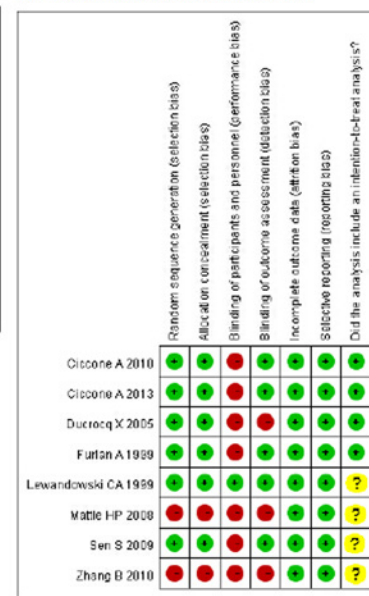 Random sequence generation (selection bias)
Allocation concealment (selection bias)
Blinding of participants and personnel (performance bias)
Blinding of outcome assessment (detection bias)
Incomplete outcome data (attrition bias)
Selective reporting (reporting bias)
Did the analysis include an intention-to-treat analysis?
Ciccone A 2010 + + - + + + +
Ciccone A 2013 + + - + + + +
Ducrocq X 2005 + + - - + + +
Furlan A 1999 + + - + + + +
Lewandowski CA 1999 + + + + + + ?
Mattle HP 2008 - - - - + + ?
Sen S 2009 + + - + + + ?
Zhang B 2010 - - - - + + ?